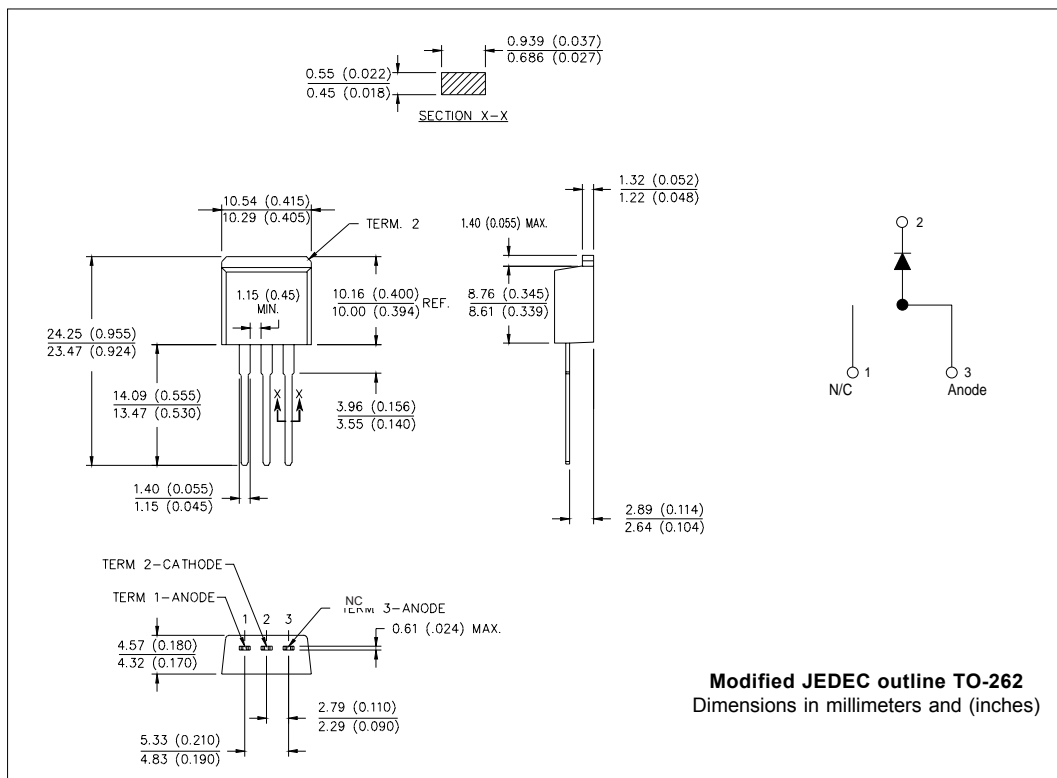 0.939 (0.037)
0.686 (0.027)
0.55 (0.022)
0.45 (0.018)
SECTION X-X
10.54 (0.415)
10.29 (0.405)
TERM. 2
1.32 (0.052)
1.22 (0.048)
1.40 (0.055) MAX.
2
1.15 (0.45)
MIN.
10.16 (0.400)
10.00 (0.394)
REF.
8.76 (0.345)
8.61 (0.339)
24.25 (0.955)
23.47 (0.924)
14.09 (0.555)
13.47 (0.530)
X X
3.96 (0.156)
3.55 (0.140)
1
N/C
3
Anode
1.40 (0.055)
1.15 (0.045)
2.89 (0.114)
2.64 (0.104)
TERM 2-CATHODE
TERM 1-ANODE
NC
TERM 3-ANODE
1 2 3
0.61 (.024) MAX.
4.57 (0.180)
4.32 (0.170)
2.79 (0.110)
2.29 (0.090)
5.33 (0.210)
4.83 (0.190)
Modified JEDEC outline TO-262
Dimensions in millimeters and (inches)